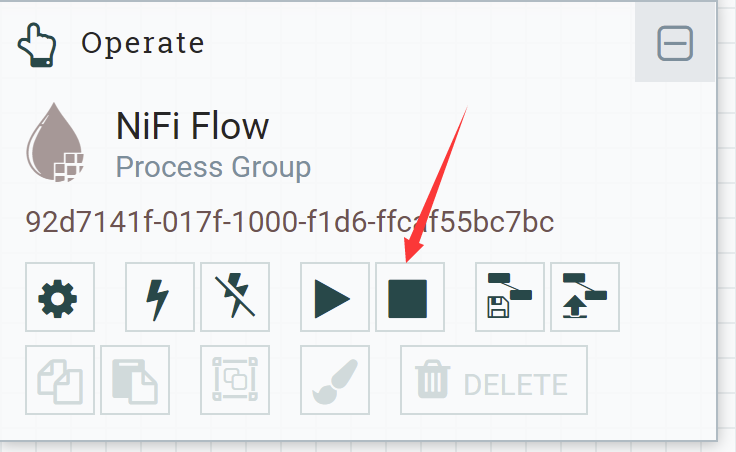 Operate
NiFi Flow
Process Group
92d7141f-017f-1000-f1d6-ffcaf55bc7bc
DELETE